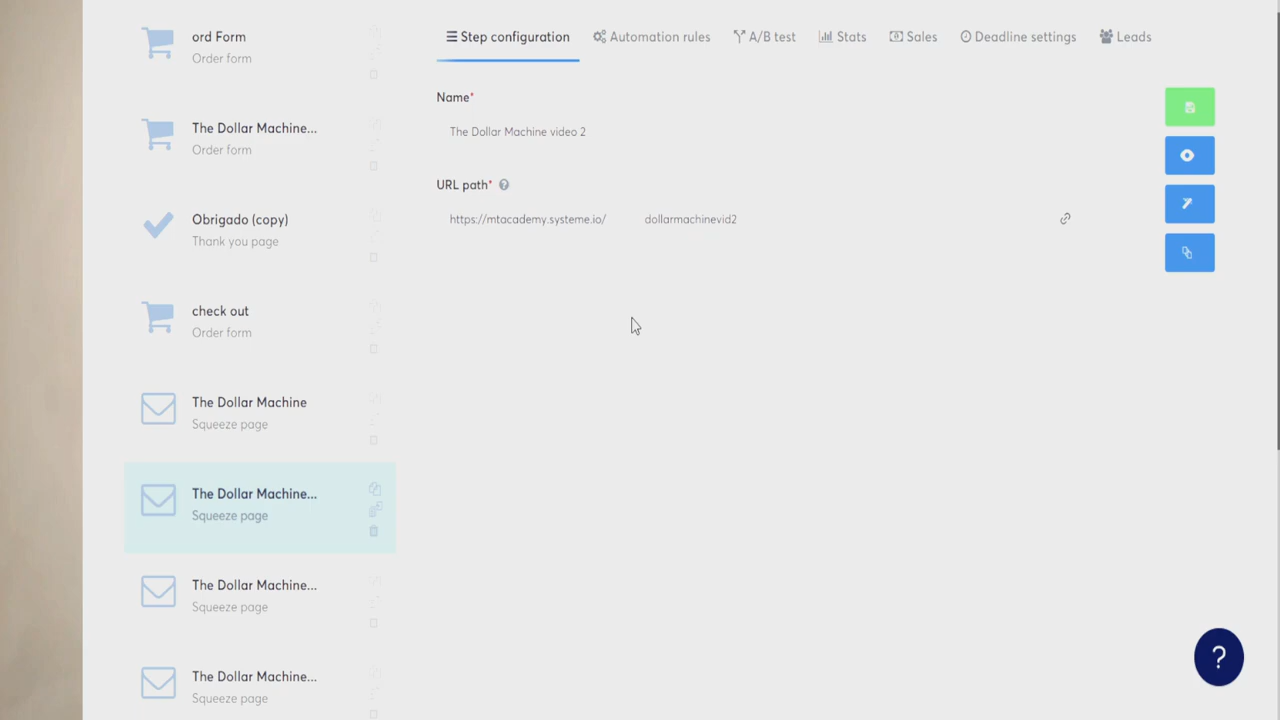 ord Form
Order form
The Dollar Machine...
Order form
Obrigado (copy)
Thank you page
check out
Order form
The Dollar Machine
Squeeze page
The Dollar Machine...
Squeeze page
The Dollar Machine...
Squeeze page
The Dollar Machine...
Squeeze page
Step configuration
Automation rules
A/B test
Stats
Sales
Deadline settings
Leads
Name*
The Dollar Machine video 2
URL path* ?
https://mtacademy.systeme.io/ dollarmachinevid2
?